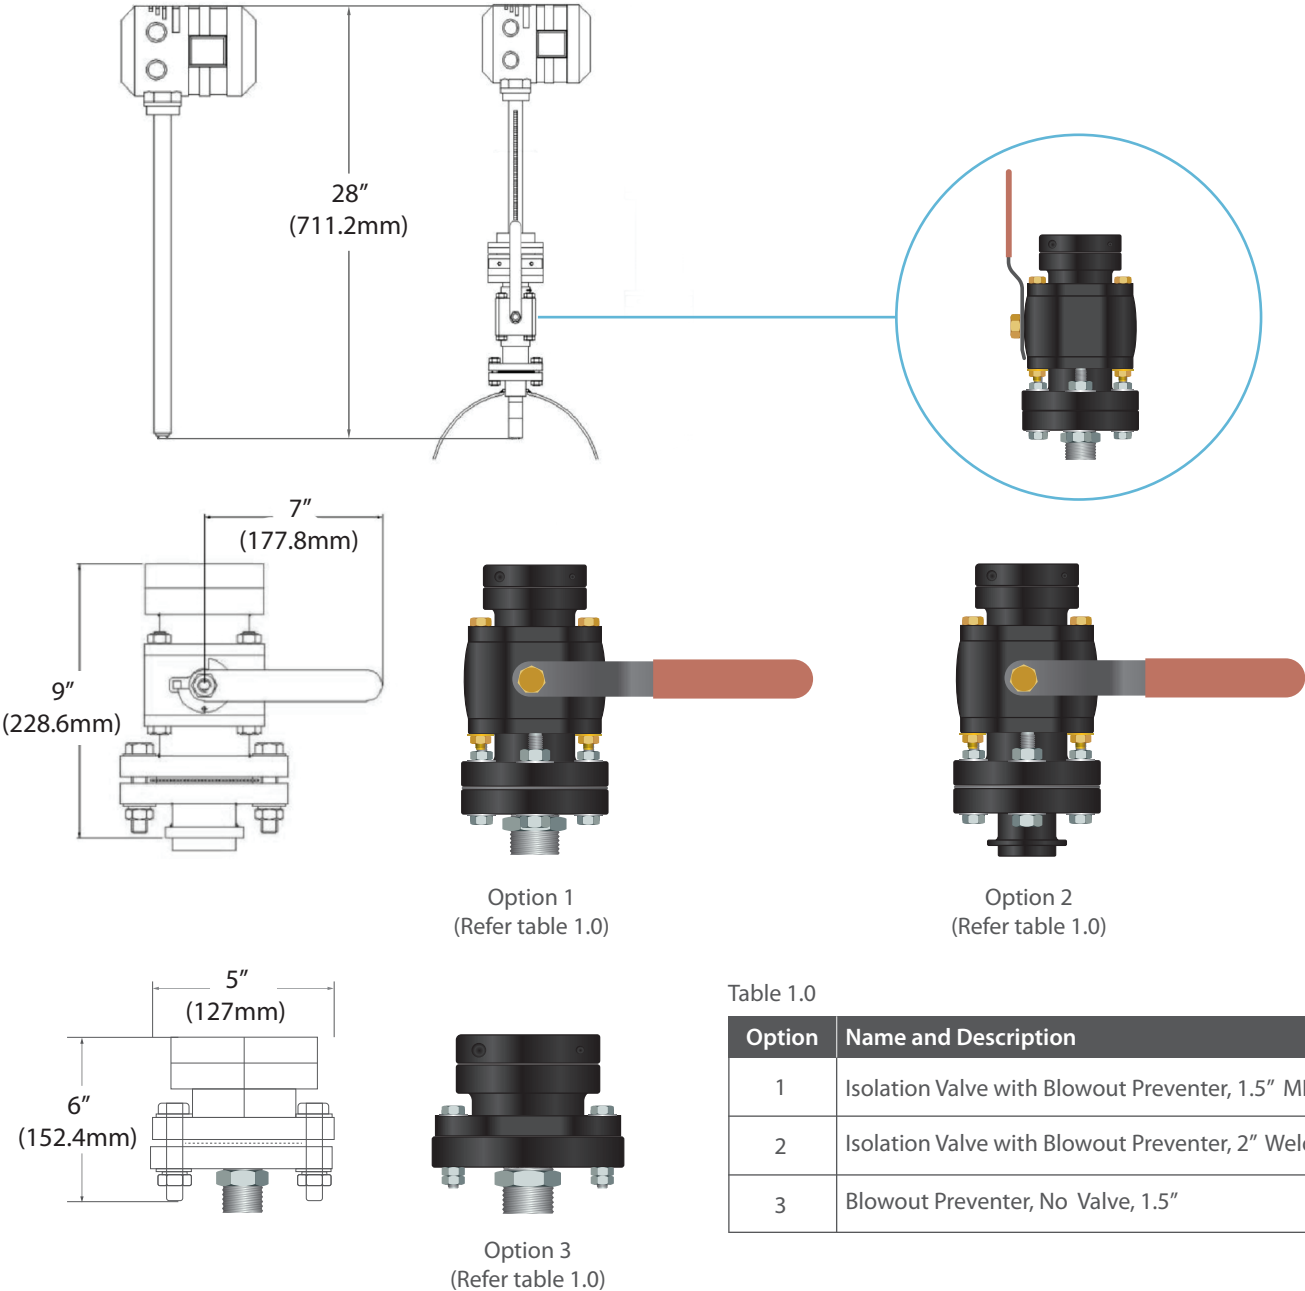 28”
(711.2mm)
7”
(177.8mm)
9”
(228.6mm)
Option 1
(Refer table 1.0)
Option 2
(Refer table 1.0)
5”
(127mm)
6”
(152.4mm)
Option 3
(Refer table 1.0)
Table 1.0
Option Name and Description
1 Isolation Valve with Blowout Preventer, 1.5”
2 Isolation Valve with Blowout Preventer, 2”
3 Blowout Preventer, No Valve, 1.5”